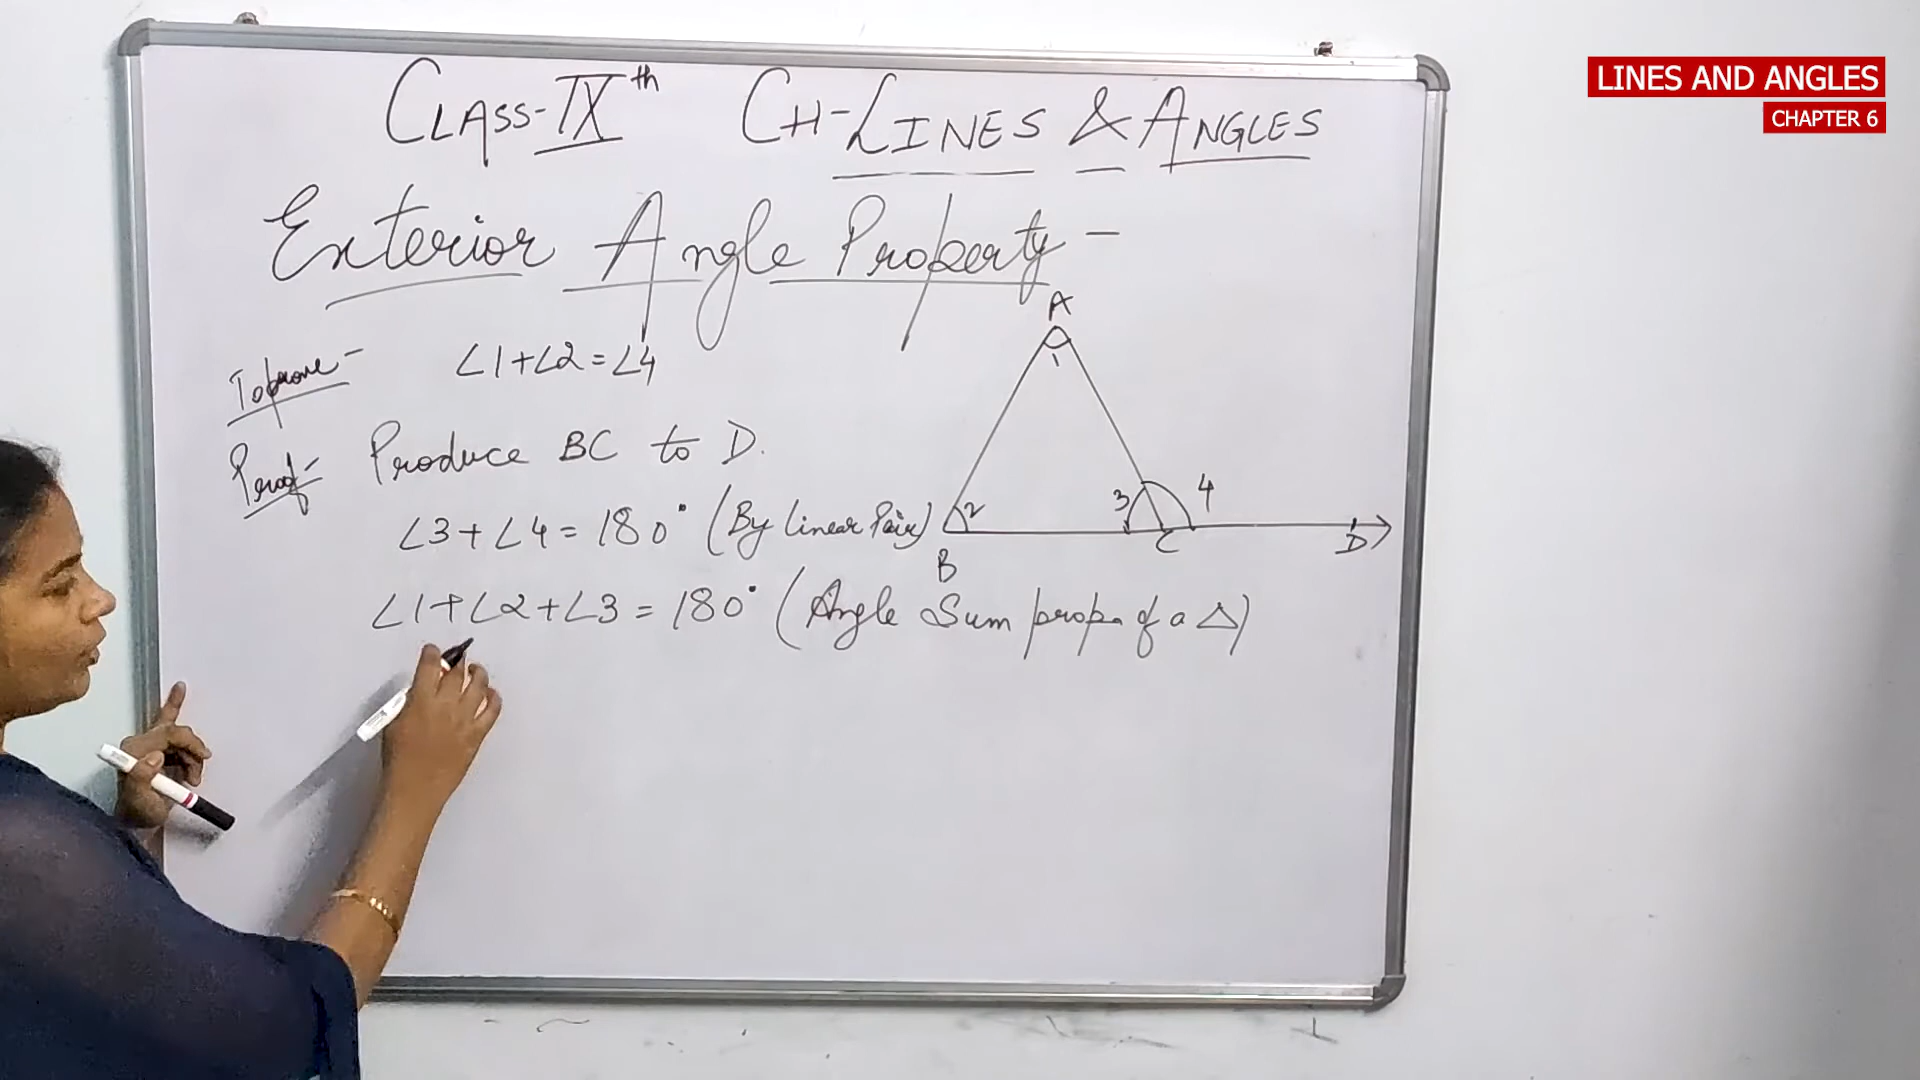 LINES AND ANGLES
CHAPTER 6
CLASS-IXth CH-LINES & ANGLES
Exterior Angle Property-
To prove- ∠1+∠2=∠4
Proof- Produce BC to D.
∠3+∠4=180° (By linear Pair)
∠1+∠2+∠3=180° (Angle Sum prop. of a △)
A
1
2
3
4
B
C
D